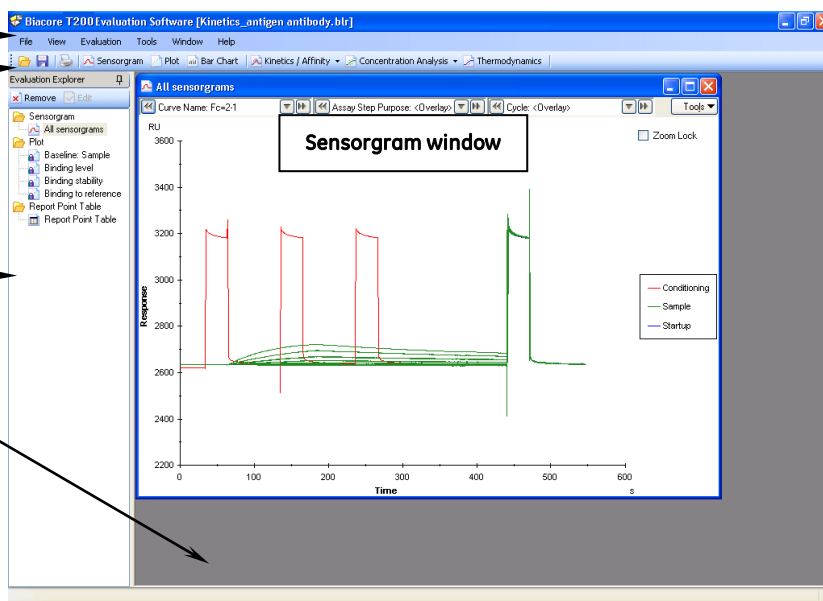 Biacore T200 Evaluation Software [Kinetics_antigen antibody.blr]
File View Evaluation Tools Window Help
Sensorgram Plot Bar Chart Kinetics / Affinity Concentration Analysis Thermodynamics
Evaluation Explorer
Remove Edit
Sensorgram
All sensorgrams
Plot
Baseline: Sample
Binding level
Binding stability
Binding to reference
Report Point Table
Report Point Table
All sensorgrams
Curve Name: Fc=2-1 Assay Step Purpose: <Overlay> Cycle: <Overlay> Tools
Sensorgram window
Zoom Lock
RU
3600
3400
3200
3000
2800
2600
2400
2200
Response
0 100 200 300 400 500 600
Time
s
Conditioning
Sample
Startup